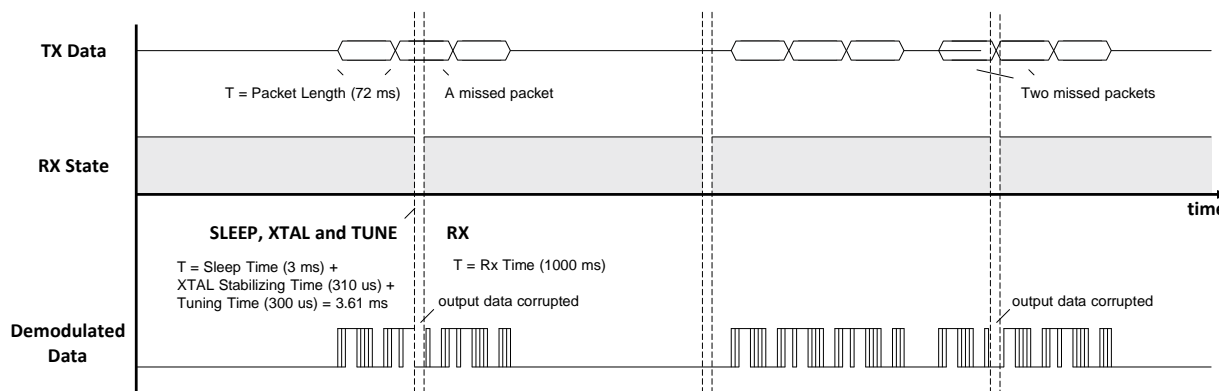 TX Data
T = Packet Length (72 ms)
A missed packet
Two missed packets
RX State
time
SLEEP, XTAL and TUNE
RX
T = Sleep Time (3 ms) +
XTAL Stabilizing Time (310 us) +
Tuning Time (300 us) = 3.61 ms
T = Rx Time (1000 ms)
output data corrupted
output data corrupted
Demodulated
Data